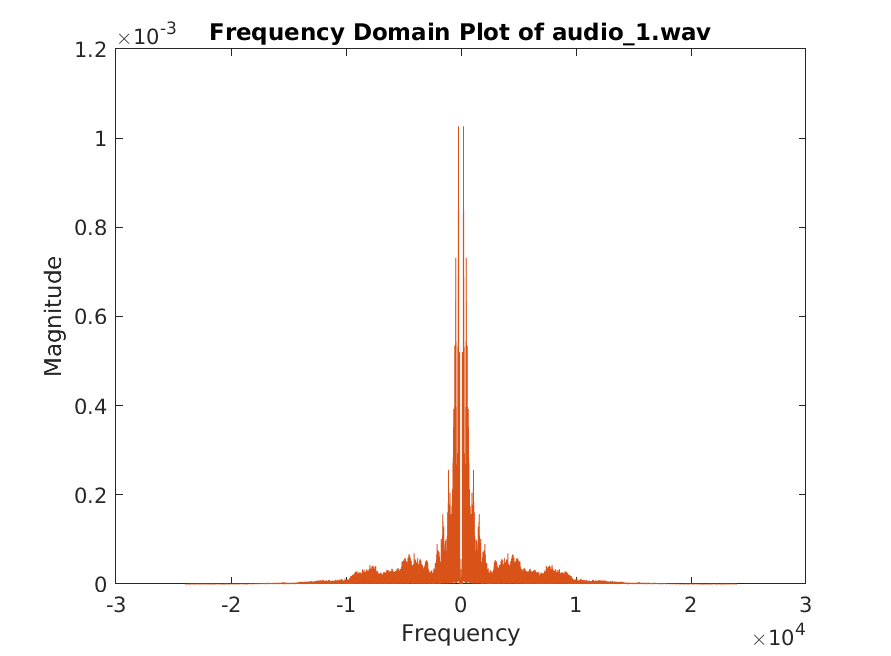 Frequency Domain Plot of audio_1.wav
×10-3
1.2
1
0.8
0.6
0.4
0.2
0
Magnitude
-3 -2 -1 0 1 2 3
Frequency
×104